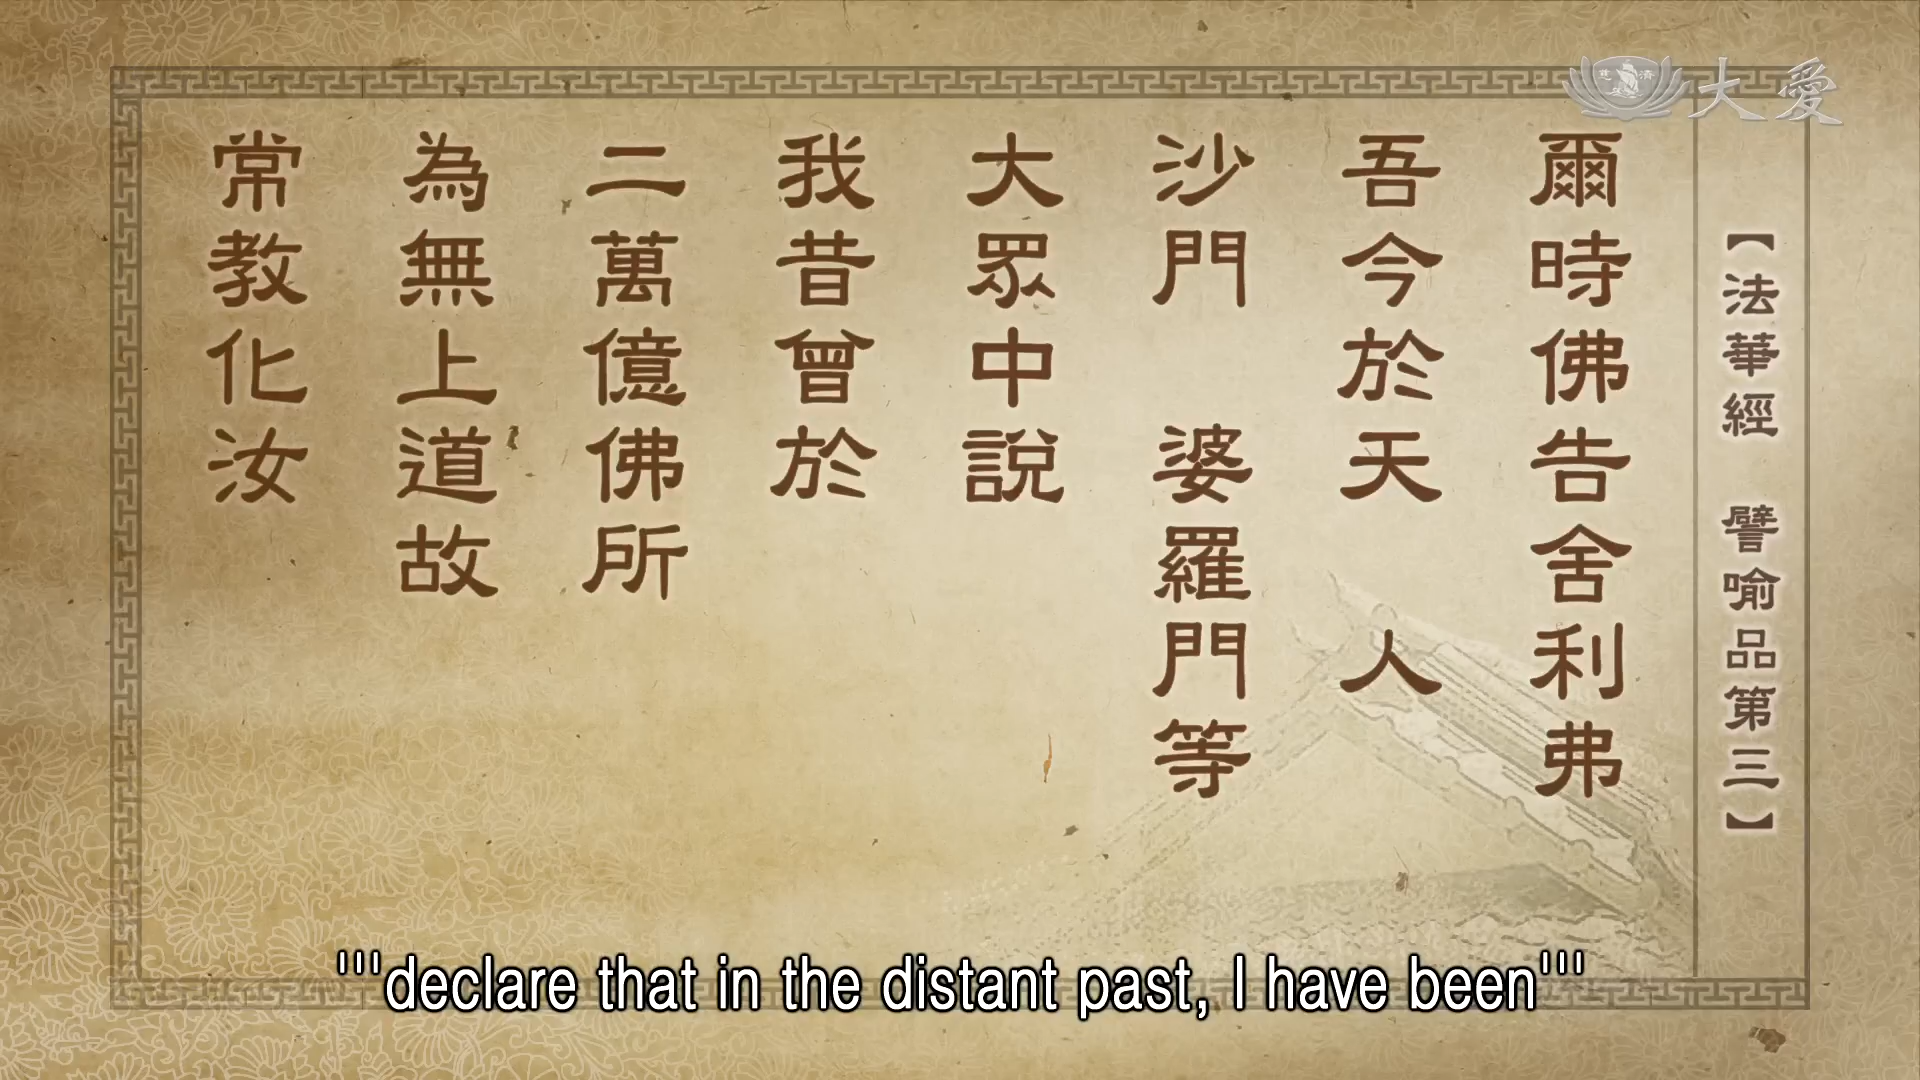 大愛
慈濟
【法華經 譬喻品第三】
爾時佛告舍利弗
吾今於天 人
沙門 婆羅門等
大眾中說
我昔曾於
二萬億佛所
為無上道故
常教化汝
'''declare that in the distant past, I have been'''